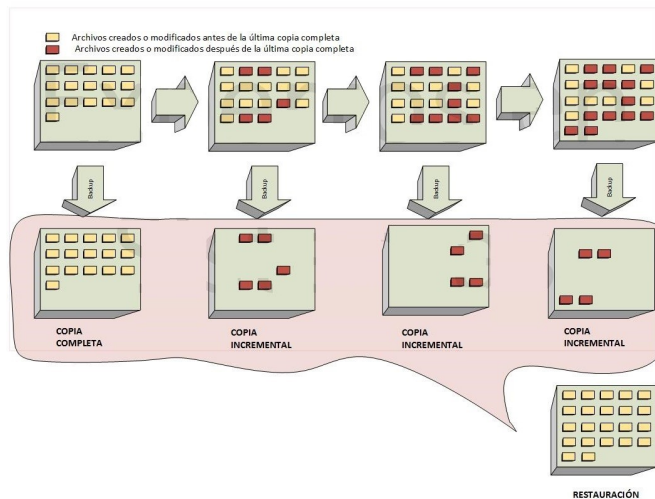 Archivos creados o modificados antes de la última copia completa
Archivos creados o modificados después de la última copia completa
Backup
Backup
Backup
Backup
COPIA
COMPLETA
COPIA
INCREMENTAL
COPIA
INCREMENTAL
COPIA
INCREMENTAL
RESTAURACIÓN